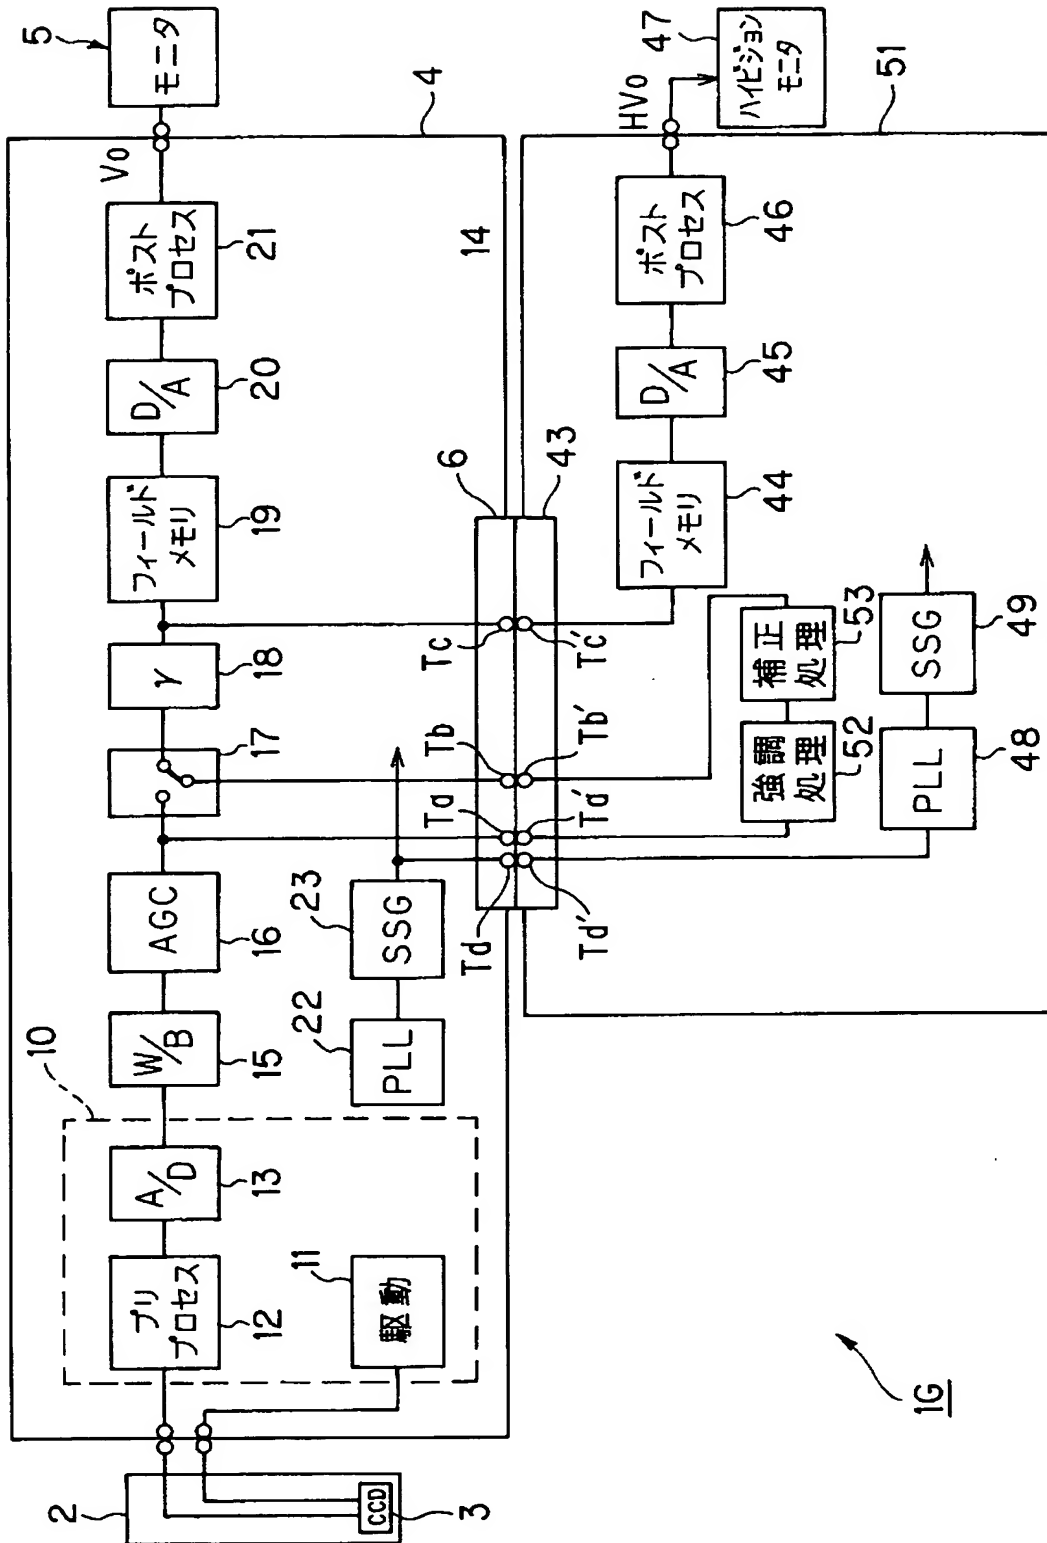 2
CCD
3
10
プリ
プロセス
12
A/D
13
駆動
11
W/B
15
AGC
16
17
γ
18
フィールド
メモリ
19
D/A
20
ポスト
プロセス
21
Vo
モニタ
5
4
14
PLL
22
SSG
23
6
43
Td
Ta
Tb
Tc
Td'
Ta'
Tb'
Tc'
フィールド
メモリ
44
D/A
45
ポスト
プロセス
46
HVo
ハイビジョン
モニタ
47
51
強調
処理
52
補正
処理
53
PLL
48
SSG
49
1G